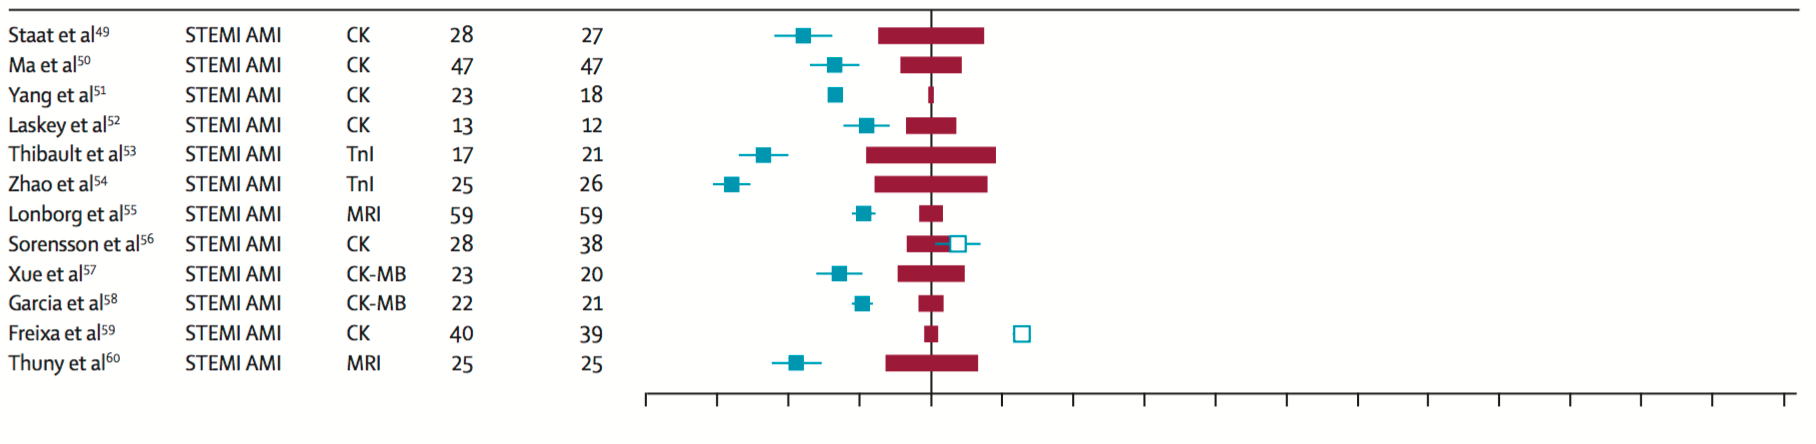 Staat et al49 STEMI AMI CK 28 27
Ma et al50 STEMI AMI CK 47 47
Yang et al51 STEMI AMI CK 23 18
Laskey et al52 STEMI AMI CK 13 12
Thibault et al53 STEMI AMI TnI 17 21
Zhao et al54 STEMI AMI TnI 25 26
Lonborg et al55 STEMI AMI MRI 59 59
Sorensson et al56 STEMI AMI CK 28 38
Xue et al57 STEMI AMI CK-MB 23 20
Garcia et al58 STEMI AMI CK-MB 22 21
Freixa et al59 STEMI AMI CK 40 39
Thuny et al60 STEMI AMI MRI 25 25